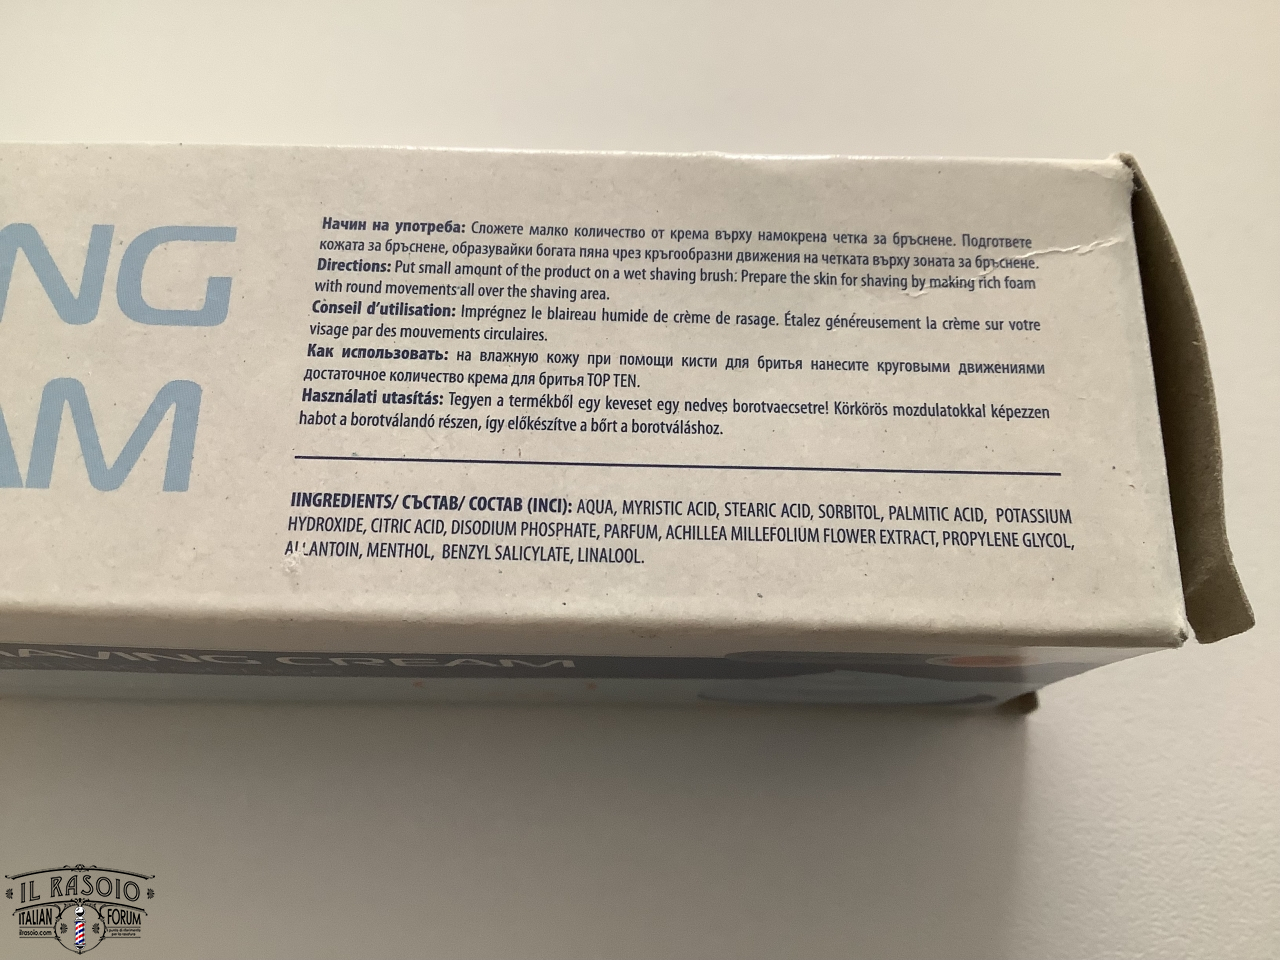 NG
AM
Начин на употреба: Сложете малко количество от крема върху намокрена четка за бръснене. Подгответе
кожата за бръснене, образувайки богата пяна чрез кръгообразни движения на четката върху зоната за бръснене.
Directions: Put small amount of the product on a wet shaving brush. Prepare the skin for shaving by making rich foam
with round movements all over the shaving area.
Conseil d'utilisation: Imprégnez le blaireau humide de crème de rasage. Étalez généreusement la crème sur votre
visage par des mouvements circulaires.
Как использовать: на влажную кожу при помощи кисти для бритья нанесите круговыми движениями
достаточное количество крема для бритья TOP TEN.
Használati utasítás: Tegyen a termékből egy keveset egy nedves borotvaecsetre! Körkörös mozdulatokkal képezzen
habot a borotválandó részen, így előkészítve a bőrt a borotváláshoz.
IINGREDIENTS/ СЪСТАВ/ СОСТАВ (INCI): AQUA, MYRISTIC ACID, STEARIC ACID, SORBITOL, PALMITIC ACID, POTASSIUM
HYDROXIDE, CITRIC ACID, DISODIUM PHOSPHATE, PARFUM, ACHILLEA MILLEFOLIUM FLOWER EXTRACT, PROPYLENE GLYCOL,
ALLANTOIN, MENTHOL, BENZYL SALICYLATE, LINALOOL.
AVING CREAM
IL RASOIO
ITALIAN FORUM
ilrasoio.com